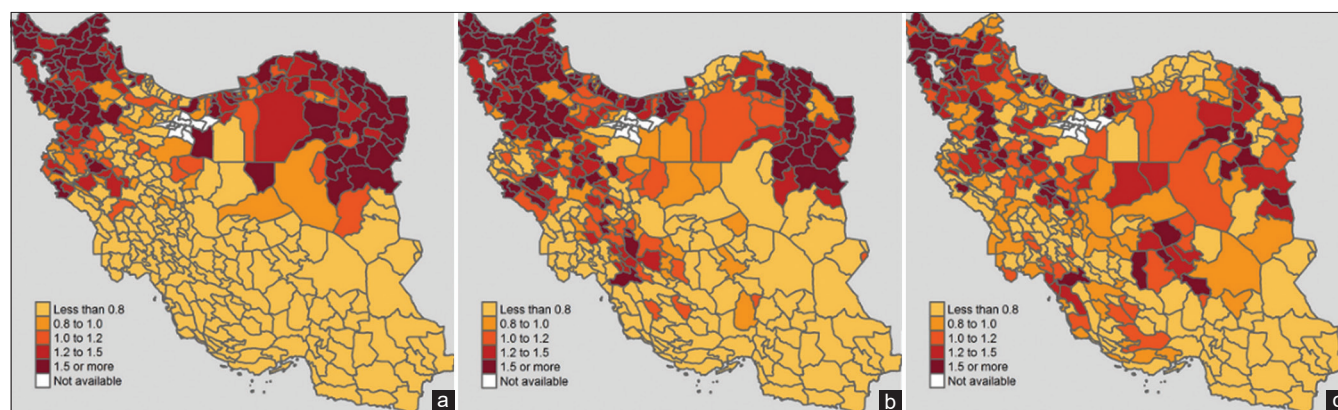 Less than 0.8
0.8 to 1.0
1.0 to 1.2
1.2 to 1.5
1.5 or more
Not available
a
Less than 0.8
0.8 to 1.0
1.0 to 1.2
1.2 to 1.5
1.5 or more
Not available
b
Less than 0.8
0.8 to 1.0
1.0 to 1.2
1.2 to 1.5
1.5 or more
Not available
c